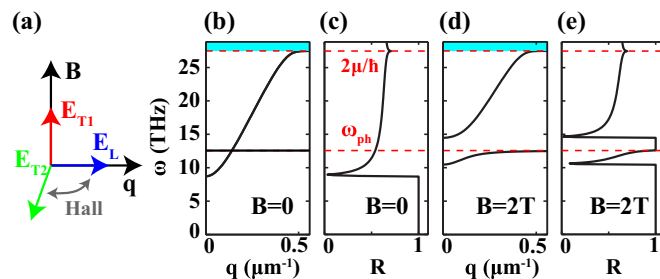 (a) (b) (c) (d) (e)
B
E_T1
E_T2
E_L
q
Hall
ω (THz)
25
20
15
10
5
0
B=0
0 0.5
q (μm⁻¹)
2μ/ħ
ω_ph
B=0
0 1
R
B=2T
0 0.5
q (μm⁻¹)
B=2T
0 1
R